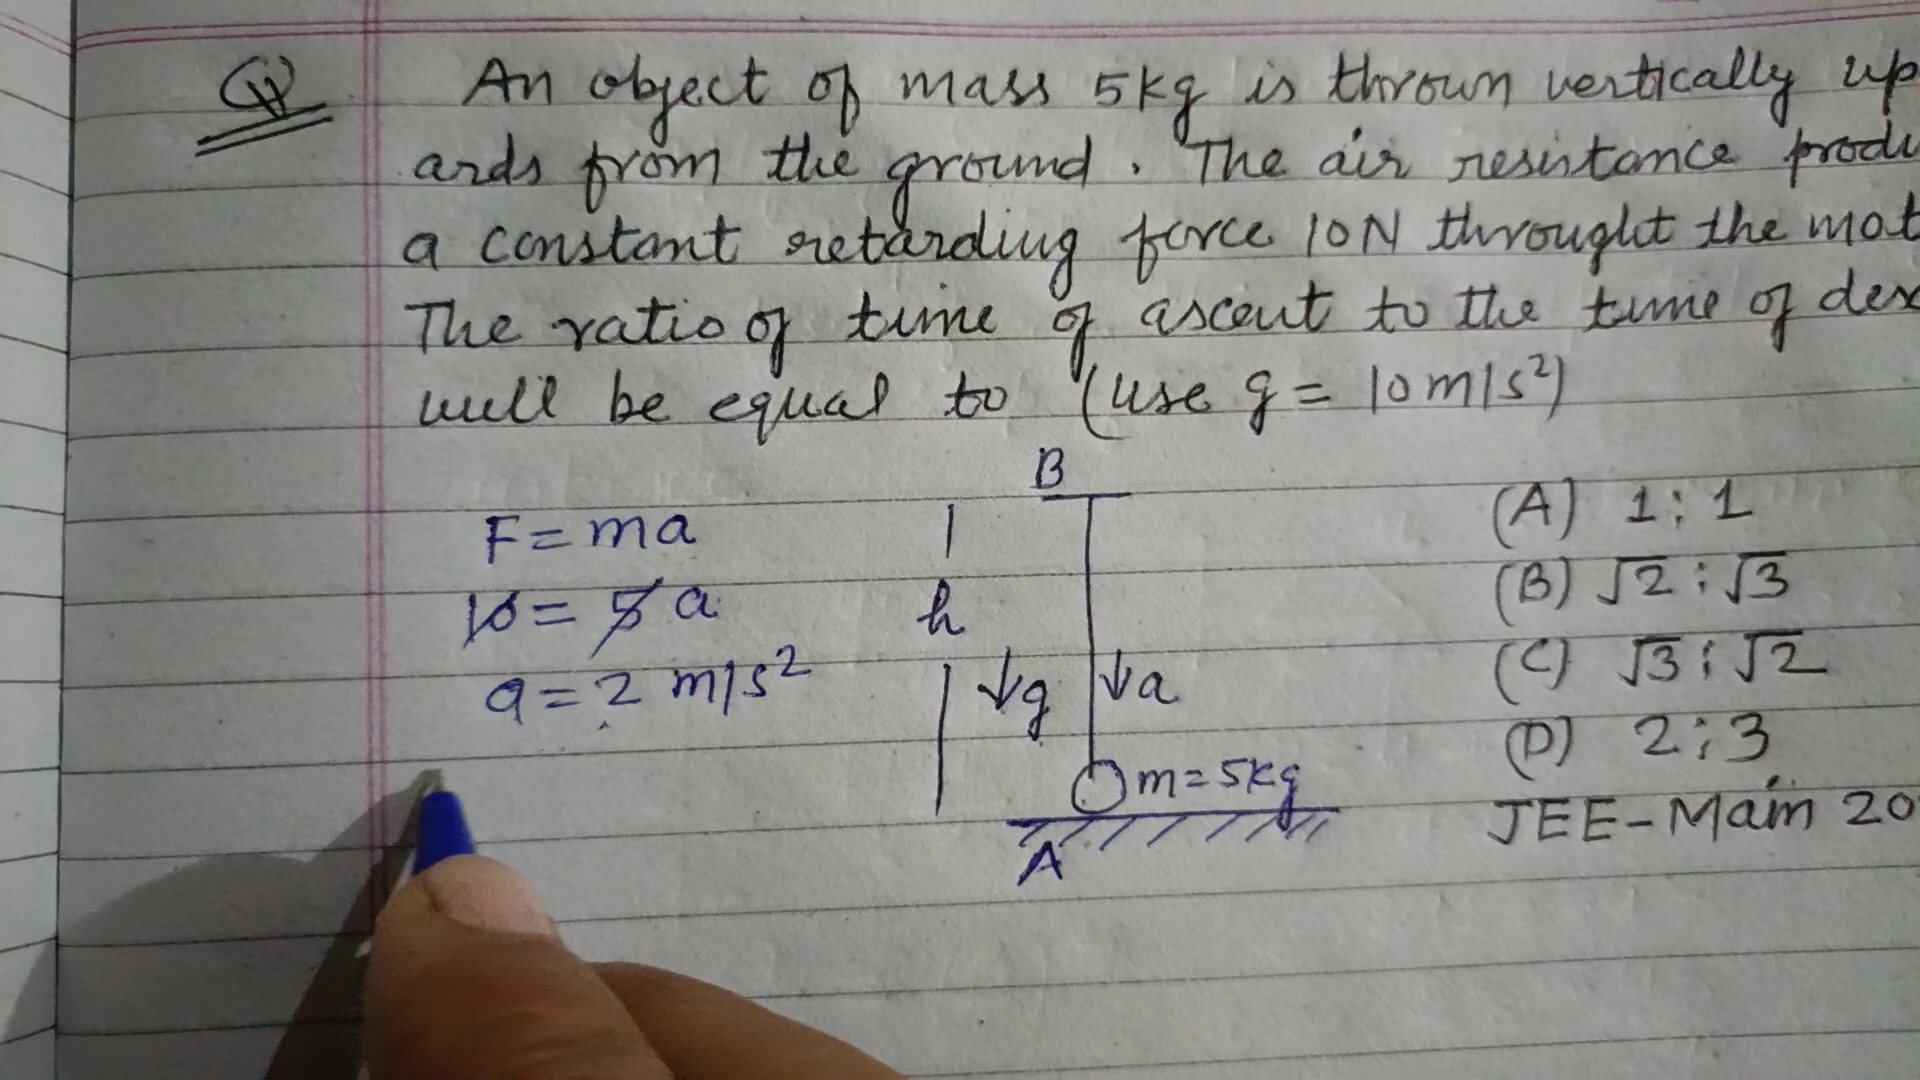 Q
An object of mass 5kg is thrown vertically up
ards from the ground. The air resistance produ
a constant retarding force 10N throught the mot
The ratio of time of ascent to the time of des
will be equal to (use g = 10m/s²)
B
F = ma
10 = 5 a
a = 2 m/s²
h
↓g
↓a
m = 5kg
A
(A) 1 : 1
(B) √2 : √3
(C) √3 : √2
(D) 2 : 3
JEE-Main 20